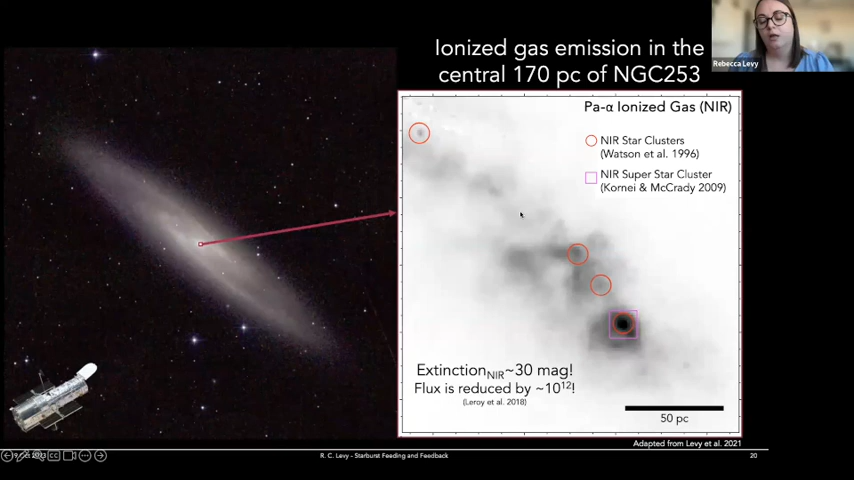 Ionized gas emission in the
central 170 pc of NGC253
Rebecca Levy
Pa-α Ionized Gas (NIR)
NIR Star Clusters
(Watson et al. 1996)
NIR Super Star Cluster
(Kornei & McCrady 2009)
Extinction_NIR~30 mag!
Flux is reduced by ~10¹²!
(Leroy et al. 2018)
50 pc
Adapted from Levy et al. 2021
R. C. Levy - Starburst Feeding and Feedback
20